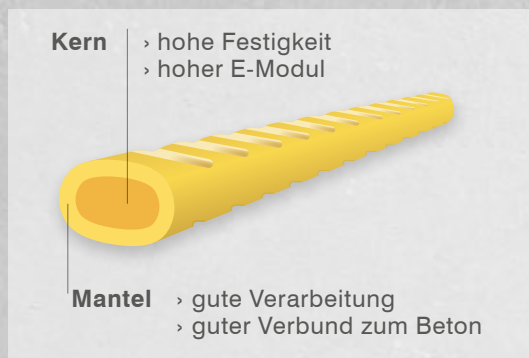 Kern › hohe Festigkeit
› hoher E-Modul
Mantel › gute Verarbeitung
› guter Verbund zum Beton